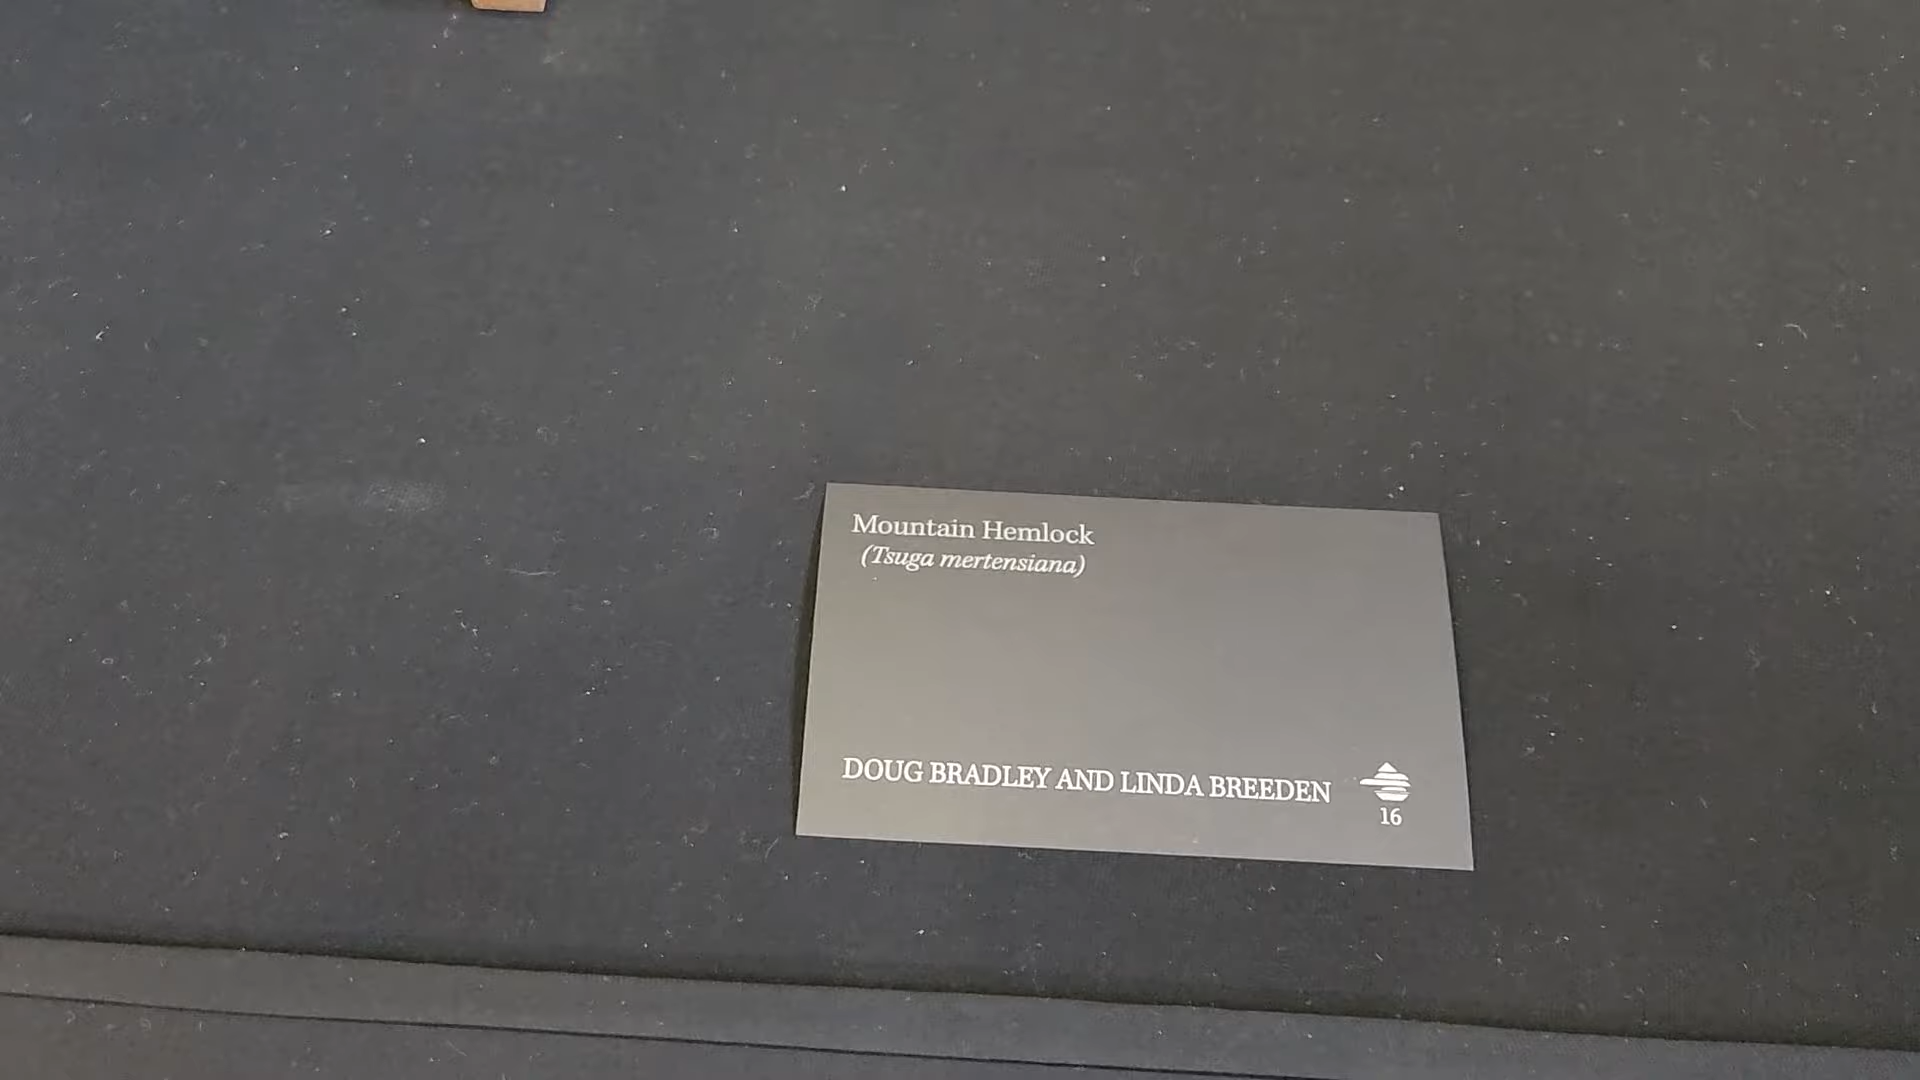 Mountain Hemlock
(Tsuga mertensiana)
DOUG BRADLEY AND LINDA BREEDEN
16